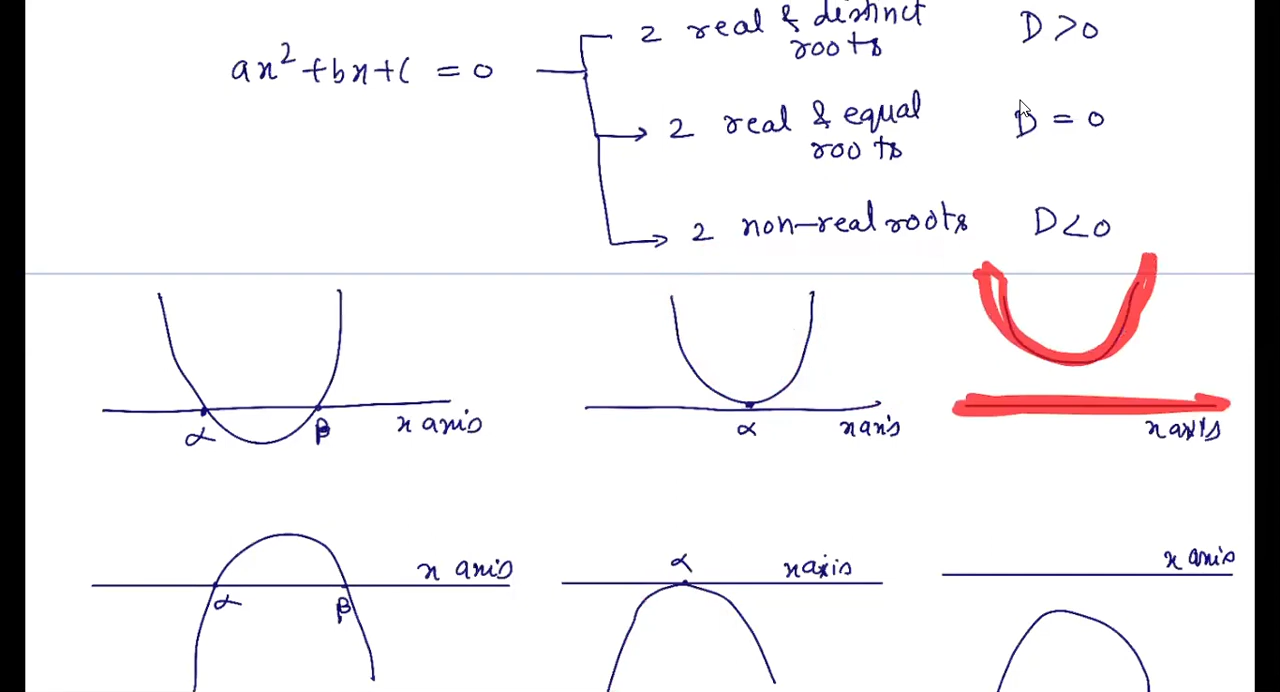 2 real & distinct roots D>0
ax²+bx+c = 0
2 real & equal roots D = 0
2 non-real roots D<0
α β x axis
α x axis
x axis
α β x axis
α x axis
x axis